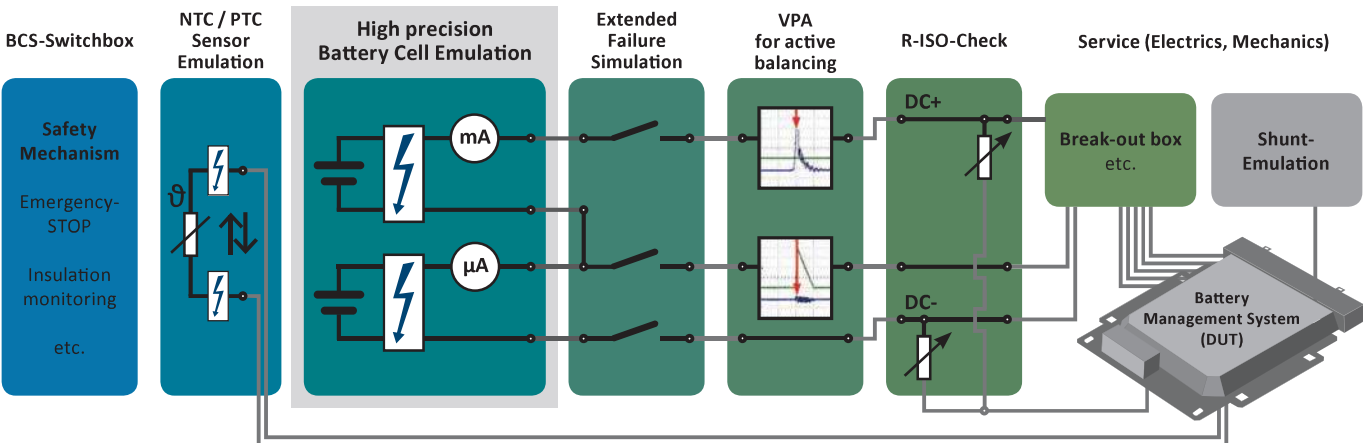 BCS-Switchbox
Safety
Mechanism
Emergency-
STOP
Insulation
monitoring
etc.
NTC / PTC
Sensor
Emulation
ϑ
High precision
Battery Cell Emulation
mA
µA
Extended
Failure
Simulation
VPA
for active
balancing
R-ISO-Check
DC+
DC-
Service (Electrics, Mechanics)
Break-out box
etc.
Shunt-
Emulation
Battery
Management System
(DUT)